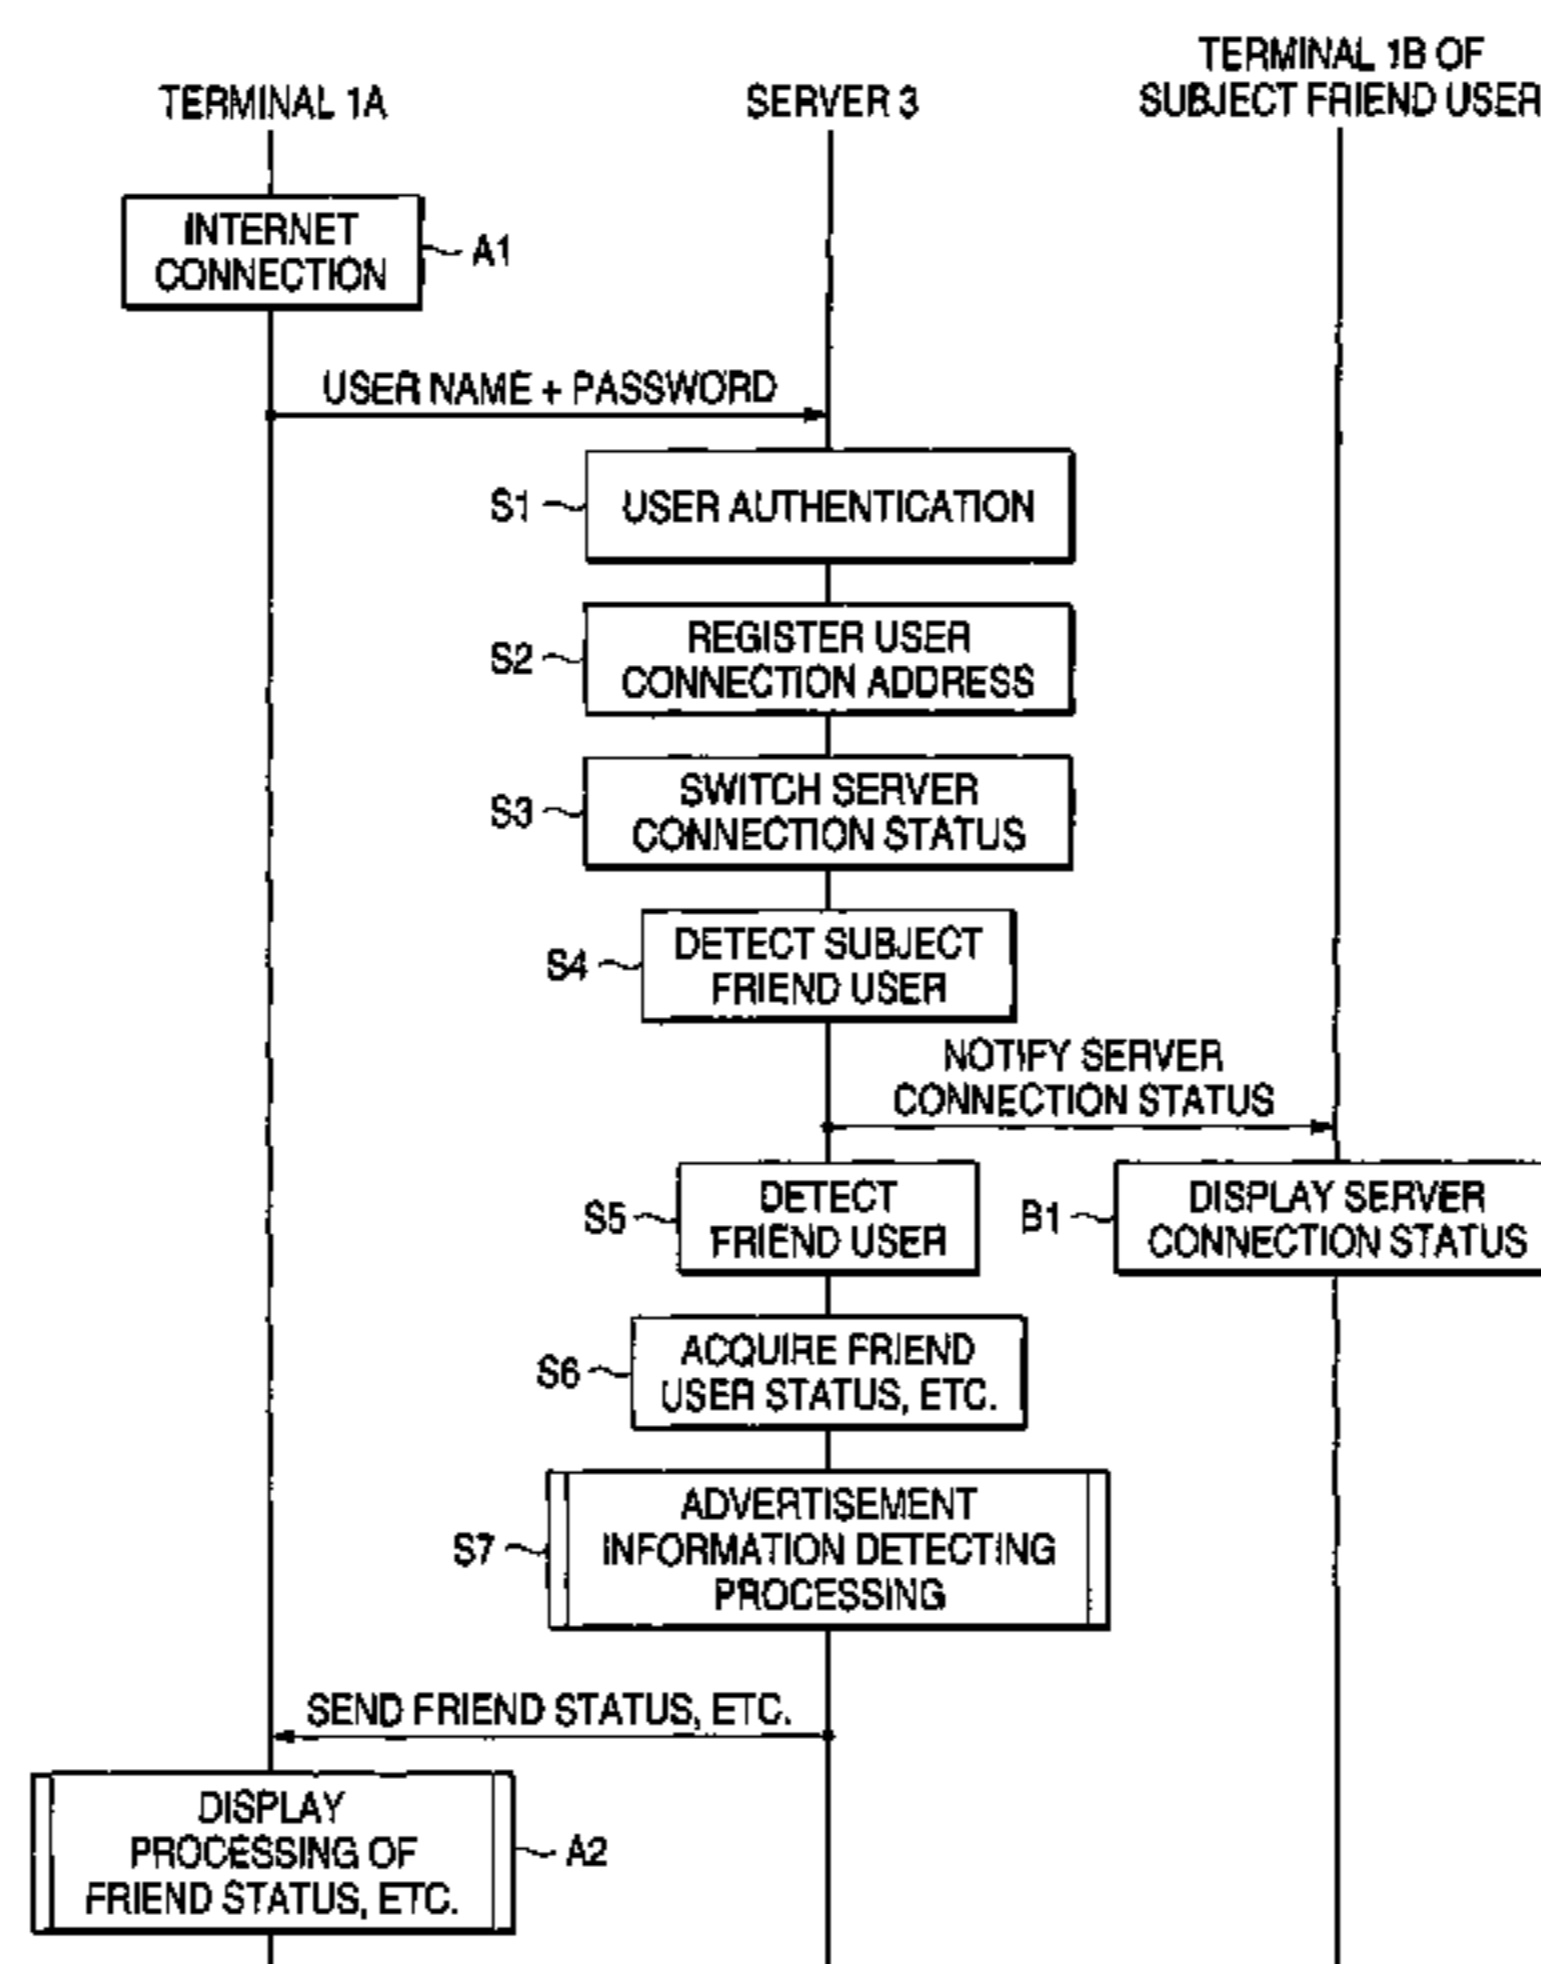 TERMINAL 1A
SERVER 3
TERMINAL 1B OF
SUBJECT FRIEND USER
INTERNET
CONNECTION
A1
USER NAME + PASSWORD
S1
USER AUTHENTICATION
S2
REGISTER USER
CONNECTION ADDRESS
S3
SWITCH SERVER
CONNECTION STATUS
S4
DETECT SUBJECT
FRIEND USER
NOTIFY SERVER
CONNECTION STATUS
S5
DETECT
FRIEND USER
B1
DISPLAY SERVER
CONNECTION STATUS
S6
ACQUIRE FRIEND
USER STATUS, ETC.
S7
ADVERTISEMENT
INFORMATION DETECTING
PROCESSING
SEND FRIEND STATUS, ETC.
DISPLAY
PROCESSING OF
FRIEND STATUS, ETC.
A2